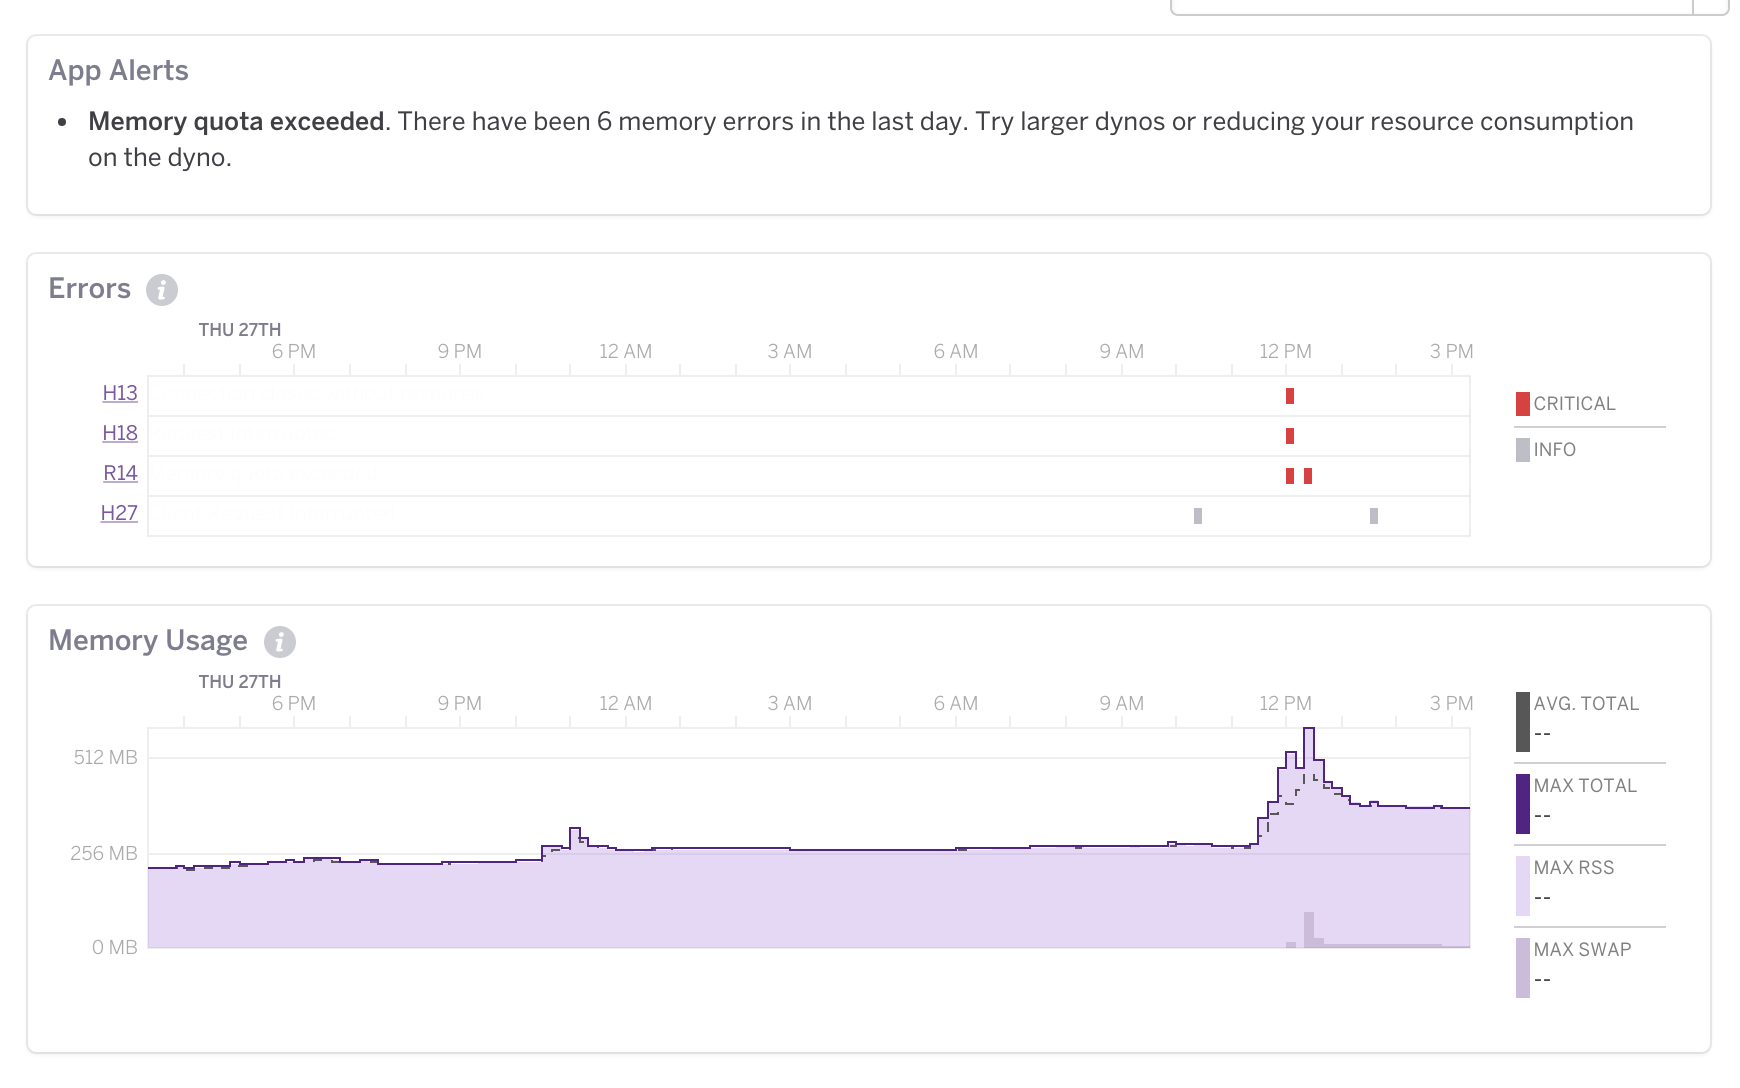 App Alerts
• Memory quota exceeded. There have been 6 memory errors in the last day. Try larger dynos or reducing your resource consumption
on the dyno.
Errors i
THU 27TH
6 PM 9 PM 12 AM 3 AM 6 AM 9 AM 12 PM 3 PM
H13
H18
R14
H27
CRITICAL
INFO
Memory Usage i
THU 27TH
6 PM 9 PM 12 AM 3 AM 6 AM 9 AM 12 PM 3 PM
512 MB
256 MB
0 MB
AVG. TOTAL
--
MAX TOTAL
--
MAX RSS
--
MAX SWAP
--